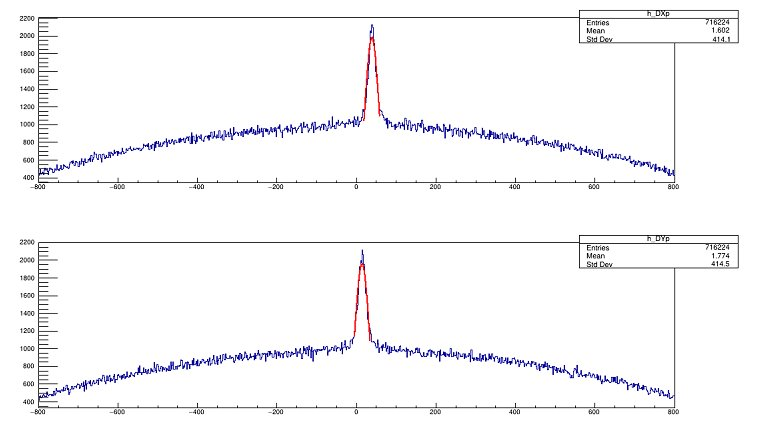 h_DXp
Entries 716224
Mean 1.602
Std Dev 414.1
2200
2000
1800
1600
1400
1200
1000
800
600
400
−800 −600 −400 −200 0 200 400 600 800
h_DYp
Entries 716224
Mean 1.774
Std Dev 414.5
2200
2000
1800
1600
1400
1200
1000
800
600
400
−800 −600 −400 −200 0 200 400 600 800